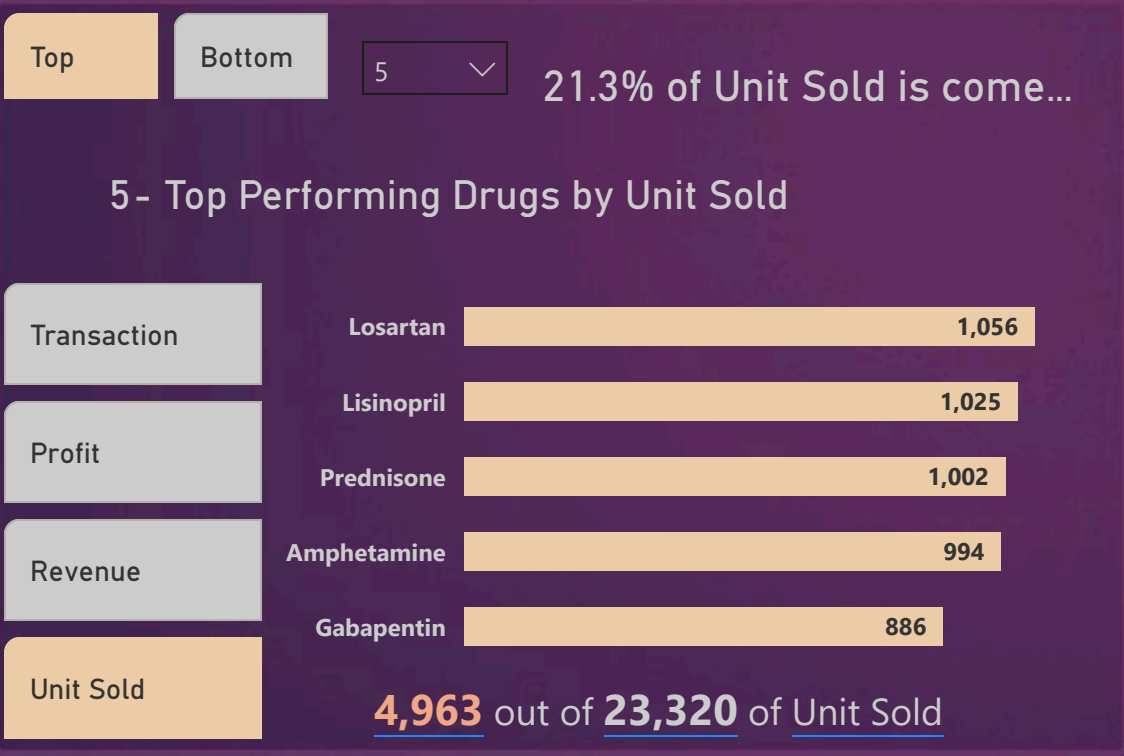 Top
Bottom
5
21.3% of Unit Sold is come...
5- Top Performing Drugs by Unit Sold
Transaction
Profit
Revenue
Unit Sold
Losartan 1,056
Lisinopril 1,025
Prednisone 1,002
Amphetamine 994
Gabapentin 886
4,963 out of 23,320 of Unit Sold